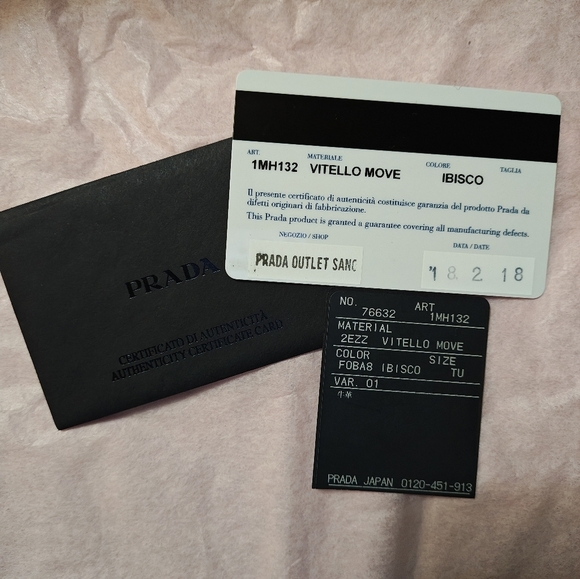 ART. MATERIALE COLORE TAGLIA
1MH132 VITELLO MOVE IBISCO
Il presente certificato di autenticità costituisce garanzia del prodotto Prada da
difetti originari di fabbricazione.
This Prada product is granted a guarantee covering all manufacturing defects.
NEGOZIO / SHOP DATA / DATE
PRADA OUTLET SANO 18 2 18
PRADA
CERTIFICATO DI AUTENTICITÀ
AUTHENTICITY CERTIFICATE CARD
NO. ART
76632 1MH132
MATERIAL
2EZZ VITELLO MOVE
COLOR SIZE
F0BA8 IBISCO TU
VAR. 01
牛革
PRADA JAPAN 0120-451-913